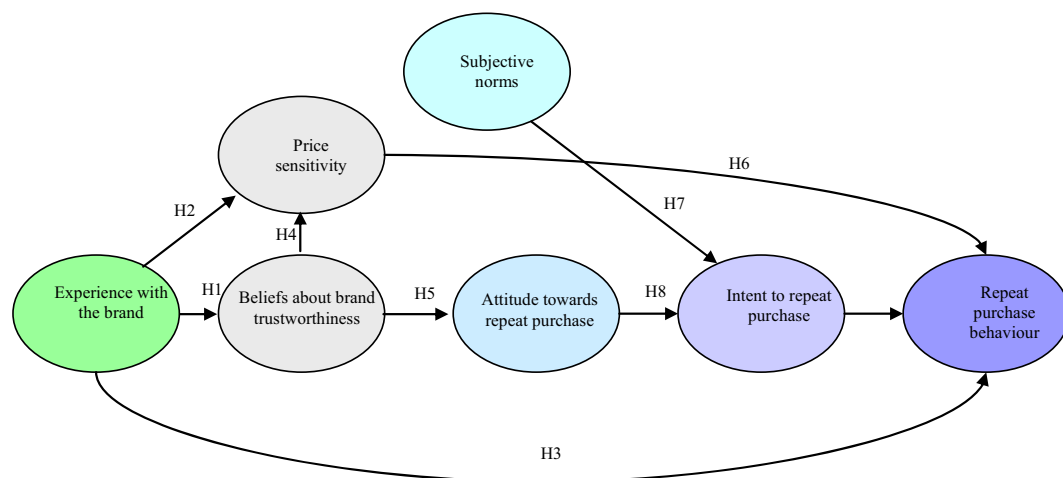 Subjective
norms
Price
sensitivity
H6
H7
H2
H4
Experience with
the brand
H1
Beliefs about brand
trustworthiness
H5
Attitude towards
repeat purchase
H8
Intent to repeat
purchase
Repeat
purchase
behaviour
H3